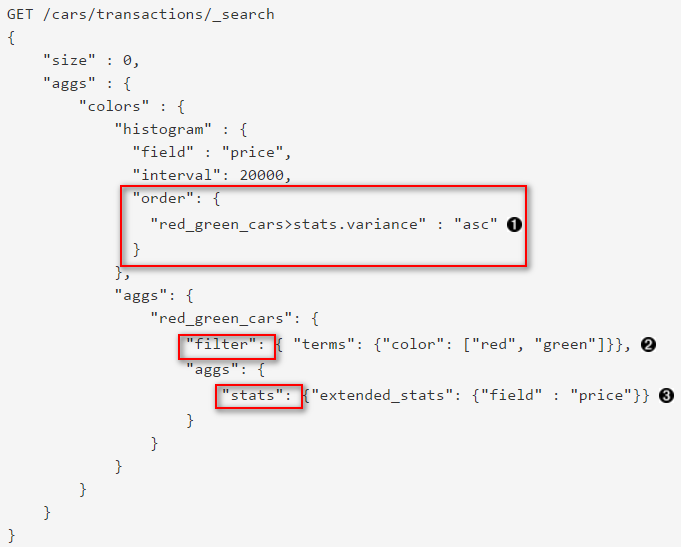 GET /cars/transactions/_search
{
    "size" : 0,
    "aggs" : {
        "colors" : {
            "histogram" : {
              "field" : "price",
              "interval": 20000,
              "order": {
                "red_green_cars>stats.variance" : "asc" ❶
              }
            },
            "aggs": {
                "red_green_cars": {
                    "filter": { "terms": {"color": ["red", "green"]}}, ❷
                    "aggs": {
                        "stats": {"extended_stats": {"field" : "price"}} ❸
                    }
                }
            }
        }
    }
}